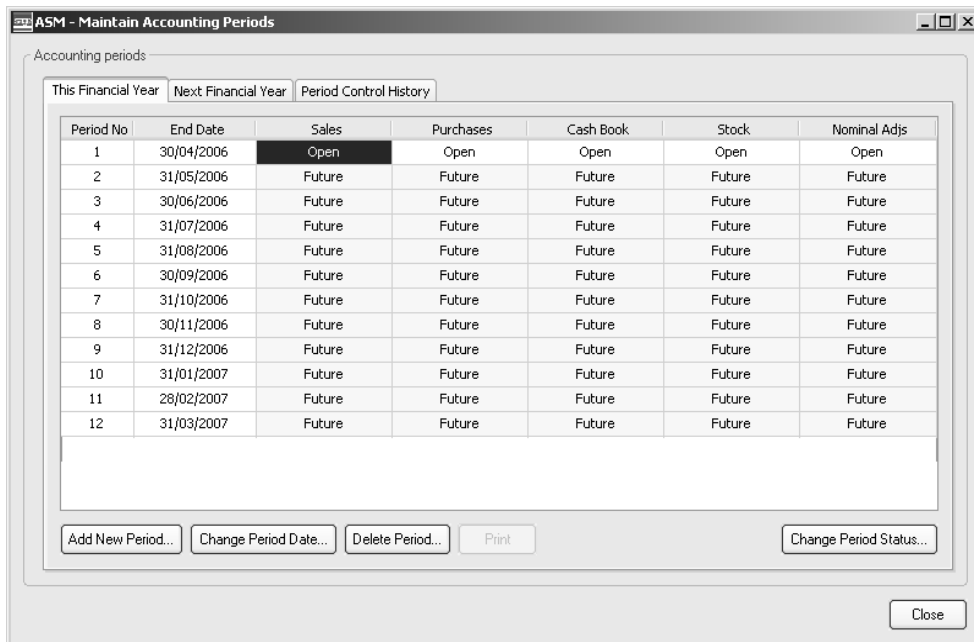 ASM - Maintain Accounting Periods
Accounting periods
This Financial Year Next Financial Year Period Control History
Period No End Date Sales Purchases Cash Book Stock Nominal Adjs
1 30/04/2006 Open Open Open Open Open
2 31/05/2006 Future Future Future Future Future
3 30/06/2006 Future Future Future Future Future
4 31/07/2006 Future Future Future Future Future
5 31/08/2006 Future Future Future Future Future
6 30/09/2006 Future Future Future Future Future
7 31/10/2006 Future Future Future Future Future
8 30/11/2006 Future Future Future Future Future
9 31/12/2006 Future Future Future Future Future
10 31/01/2007 Future Future Future Future Future
11 28/02/2007 Future Future Future Future Future
12 31/03/2007 Future Future Future Future Future
Add New Period... Change Period Date... Delete Period... Print Change Period Status...
Close